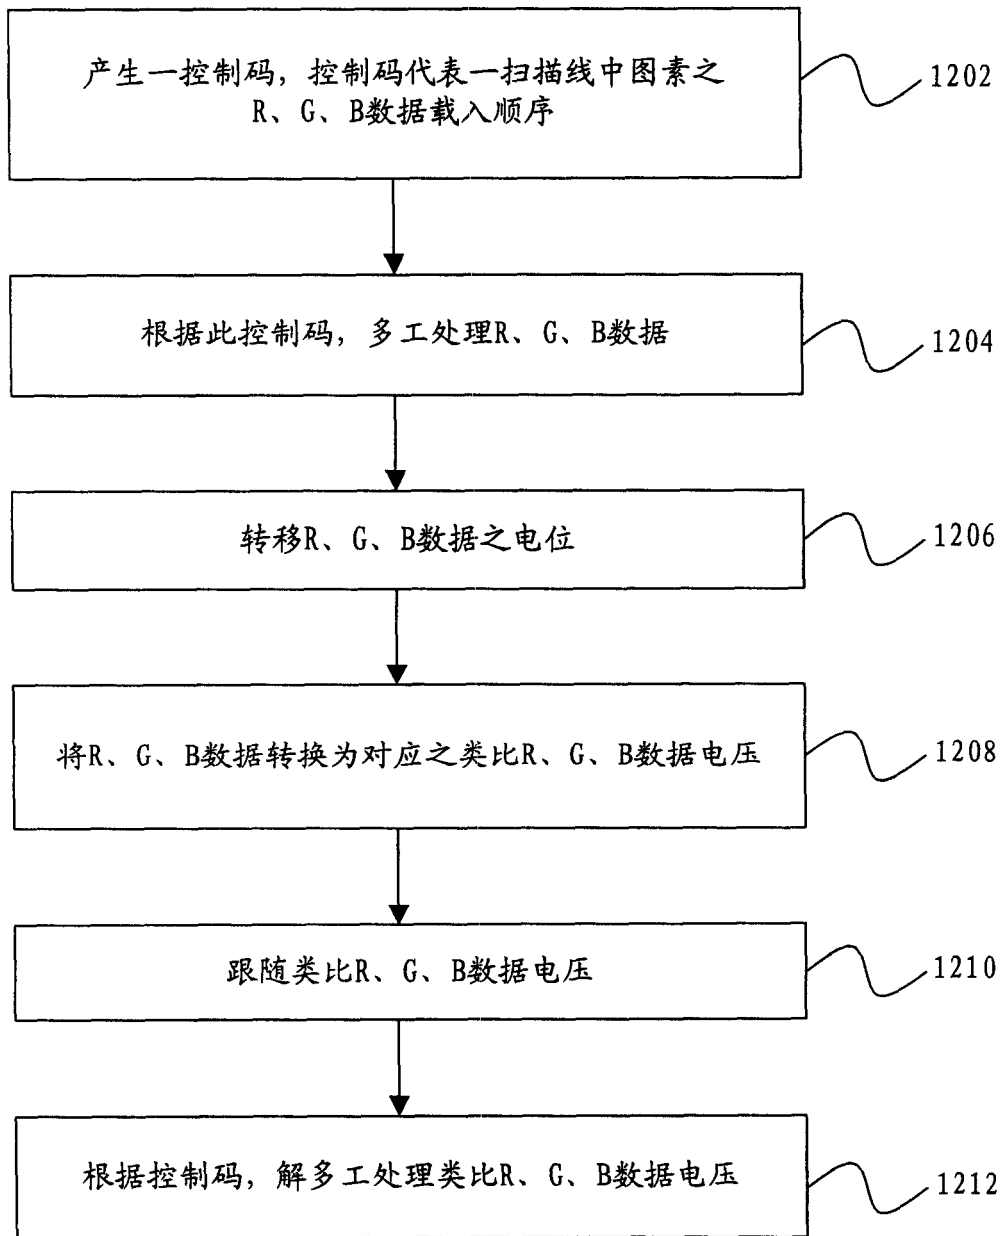 产生一控制码，控制码代表一扫描线中图素之
R、G、B数据载入顺序
1202
根据此控制码，多工处理R、G、B数据
1204
转移R、G、B数据之电位
1206
将R、G、B数据转换为对应之类比R、G、B数据电压
1208
跟随类比R、G、B数据电压
1210
根据控制码，解多工处理类比R、G、B数据电压
1212